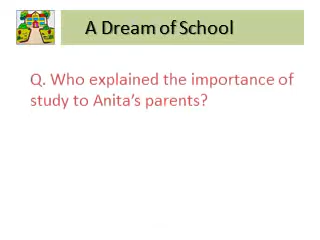 A Dream of School
Q. Who explained the importance of
study to Anita's parents?